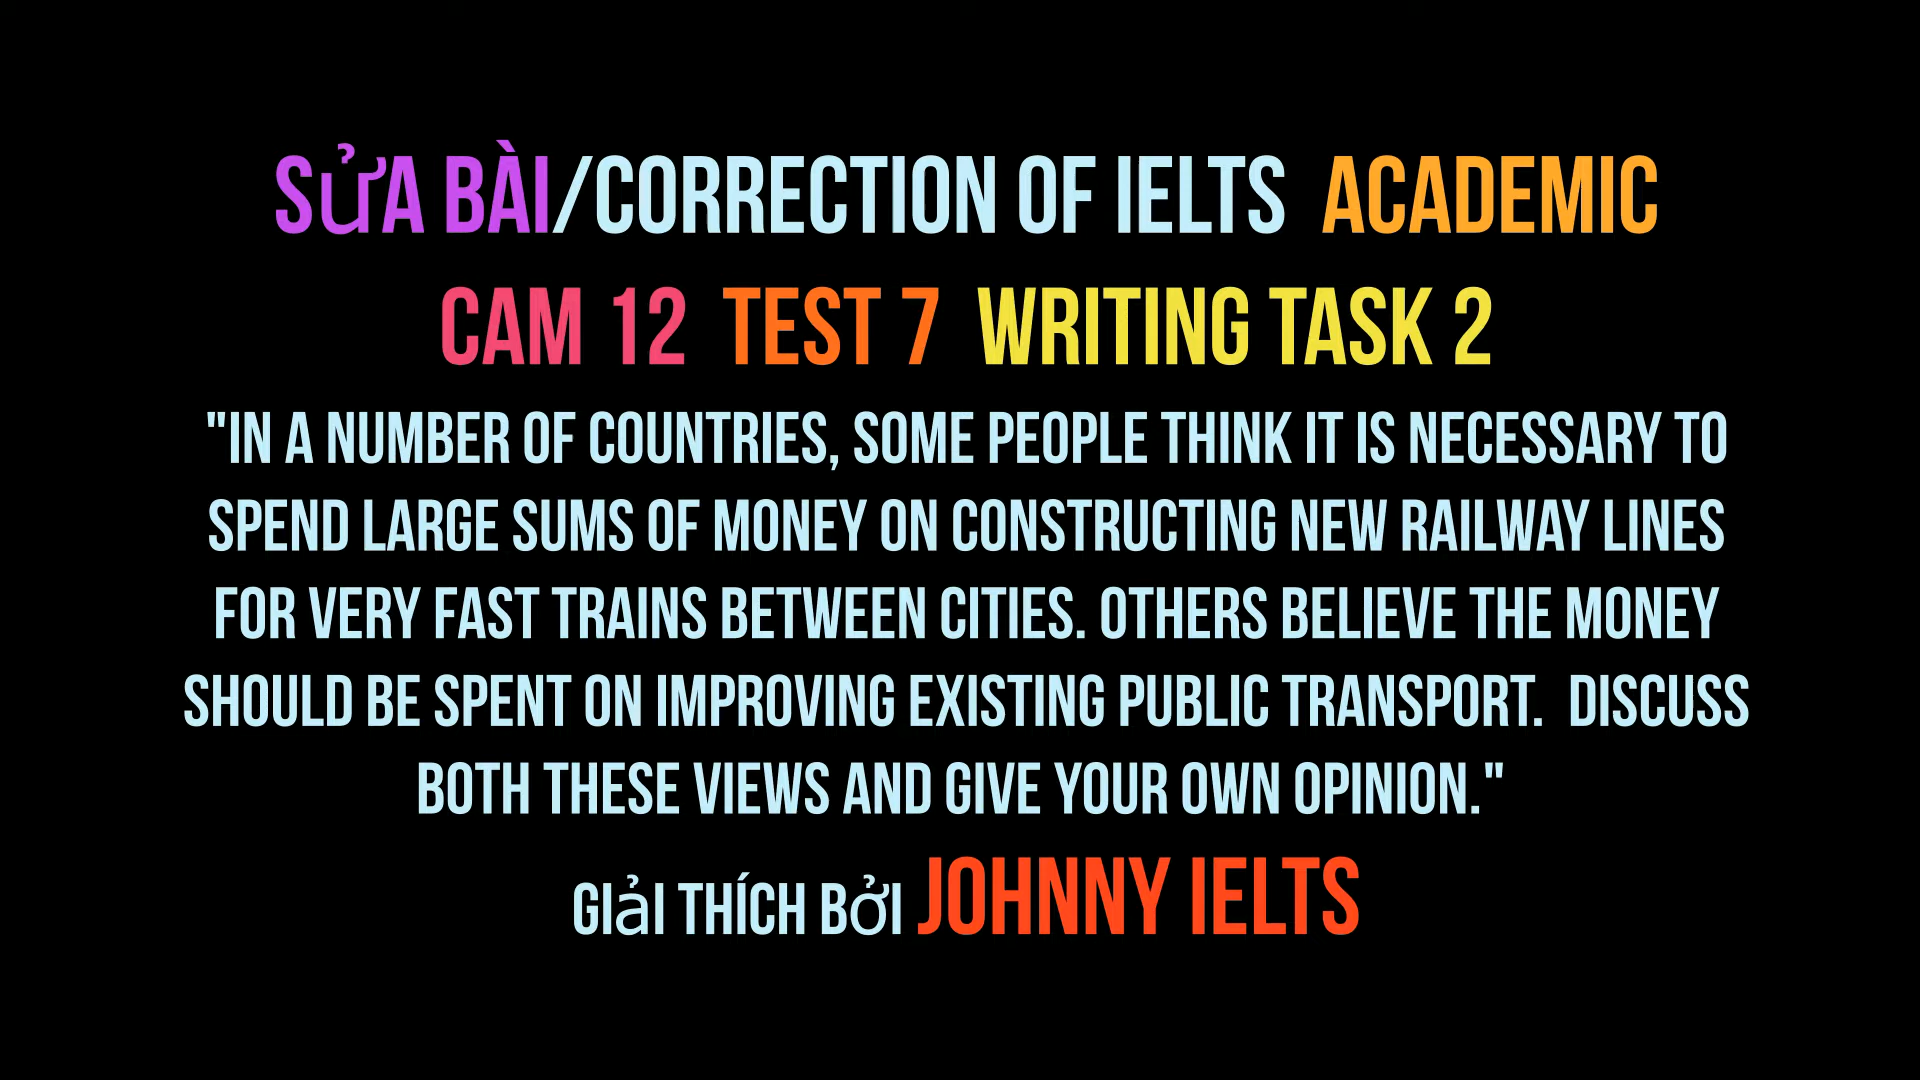 SỬA BÀI/CORRECTION OF IELTS ACADEMIC
CAM 12 TEST 7 WRITING TASK 2
"IN A NUMBER OF COUNTRIES, SOME PEOPLE THINK IT IS NECESSARY TO
SPEND LARGE SUMS OF MONEY ON CONSTRUCTING NEW RAILWAY LINES
FOR VERY FAST TRAINS BETWEEN CITIES. OTHERS BELIEVE THE MONEY
SHOULD BE SPENT ON IMPROVING EXISTING PUBLIC TRANSPORT. DISCUSS
BOTH THESE VIEWS AND GIVE YOUR OWN OPINION."
GIẢI THÍCH BỞI JOHNNY IELTS